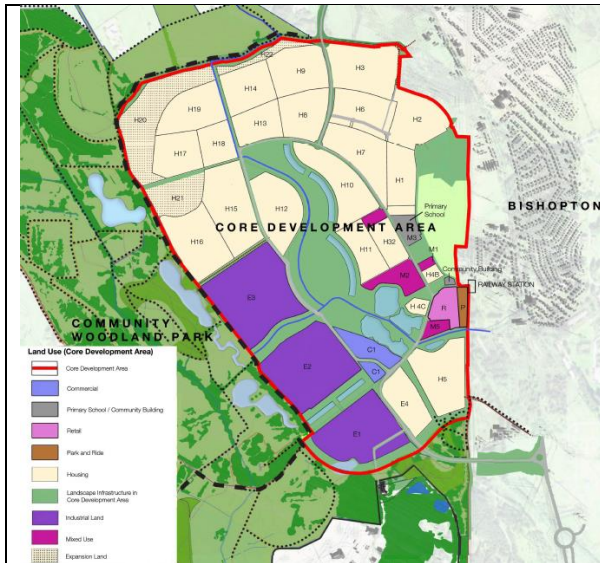 H22
H3
H9
H14
H20
H19
H6
H8
H13
H2
H18
H17
H7
H1
H10
H21
Primary
School
BISHOPTON
H15
H12
CORE DEVELOPMENT AREA
M3
H16
H11
H32
M1
Community Building
H4B
M2
RAILWAY STATION
E3
H 4C
R
P
COMMUNITY
WOODLAND PARK
M5
C1
E2
C1
H5
E4
E1
Land Use (Core Development Area)
Core Development Area
Commercial
Primary School / Community Building
Retail
Park and Ride
Housing
Landscape Infrastructure in
Core Development Area
Industrial Land
Mixed Use
Expansion Land